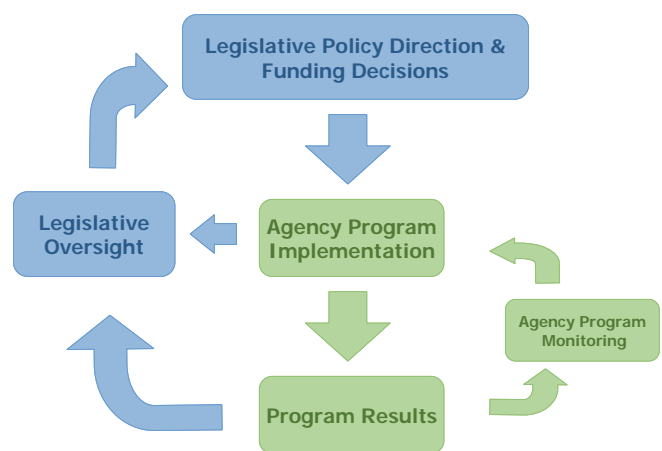 Legislative Policy Direction &
Funding Decisions
Legislative
Oversight
Agency Program
Implementation
Agency Program
Monitoring
Program Results